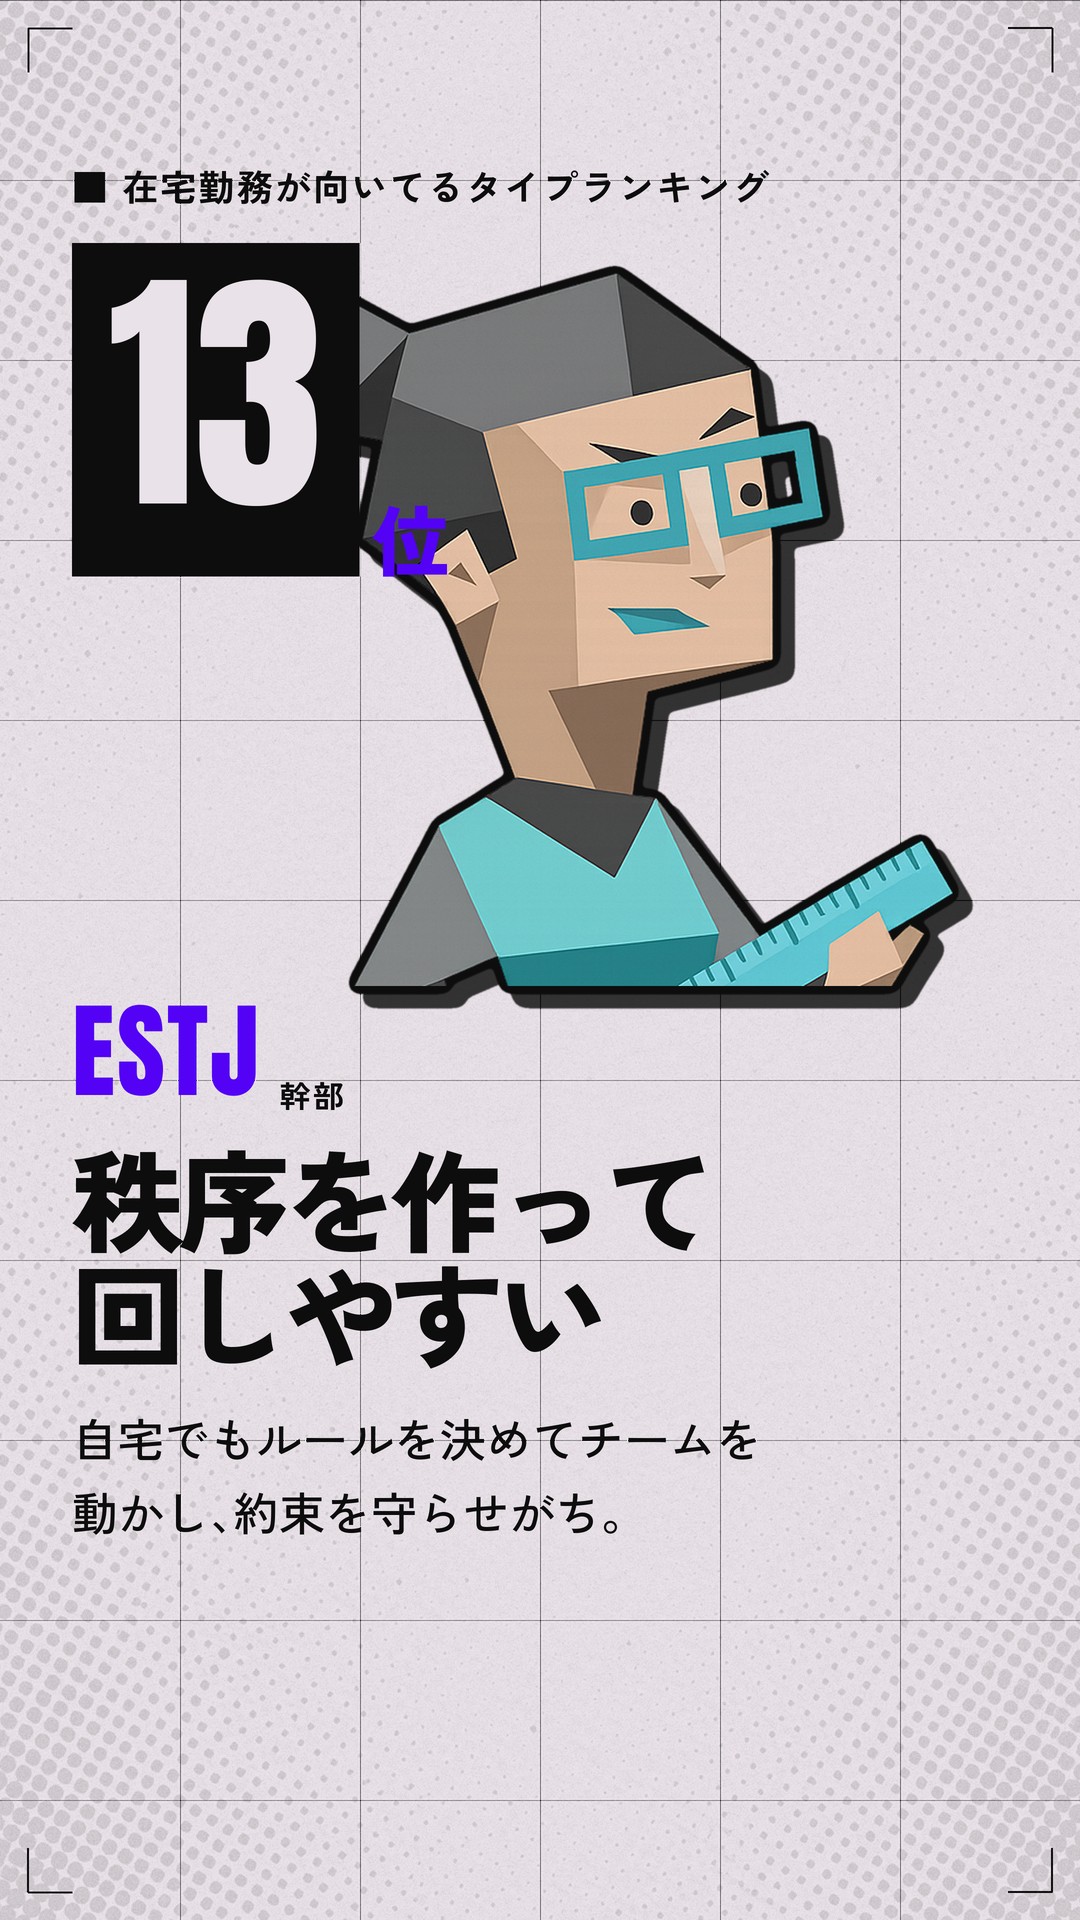 ■ 在宅勤務が向いてるタイプランキング
13
位
ESTJ 幹部
秩序を作って
回しやすい
自宅でもルールを決めてチームを
動かし、約束を守らせがち。